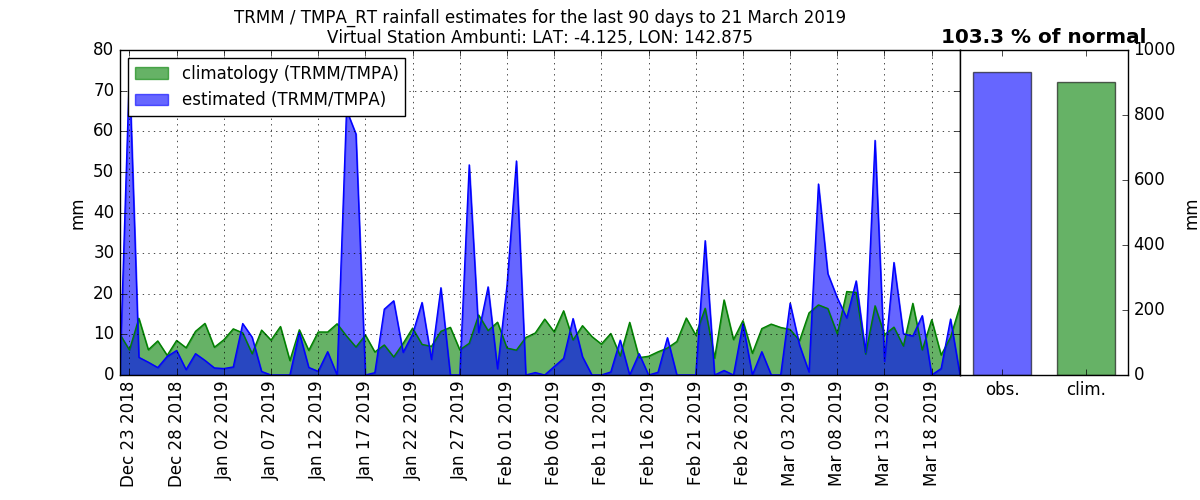 TRMM / TMPA_RT rainfall estimates for the last 90 days to 21 March 2019
Virtual Station Ambunti: LAT: -4.125, LON: 142.875
103.3 % of normal
climatology (TRMM/TMPA)
estimated (TRMM/TMPA)
mm
80
70
60
50
40
30
20
10
0
Dec 23 2018
Dec 28 2018
Jan 02 2019
Jan 07 2019
Jan 12 2019
Jan 17 2019
Jan 22 2019
Jan 27 2019
Feb 01 2019
Feb 06 2019
Feb 11 2019
Feb 16 2019
Feb 21 2019
Feb 26 2019
Mar 03 2019
Mar 08 2019
Mar 13 2019
Mar 18 2019
obs.
clim.
1000
800
600
400
200
0
mm